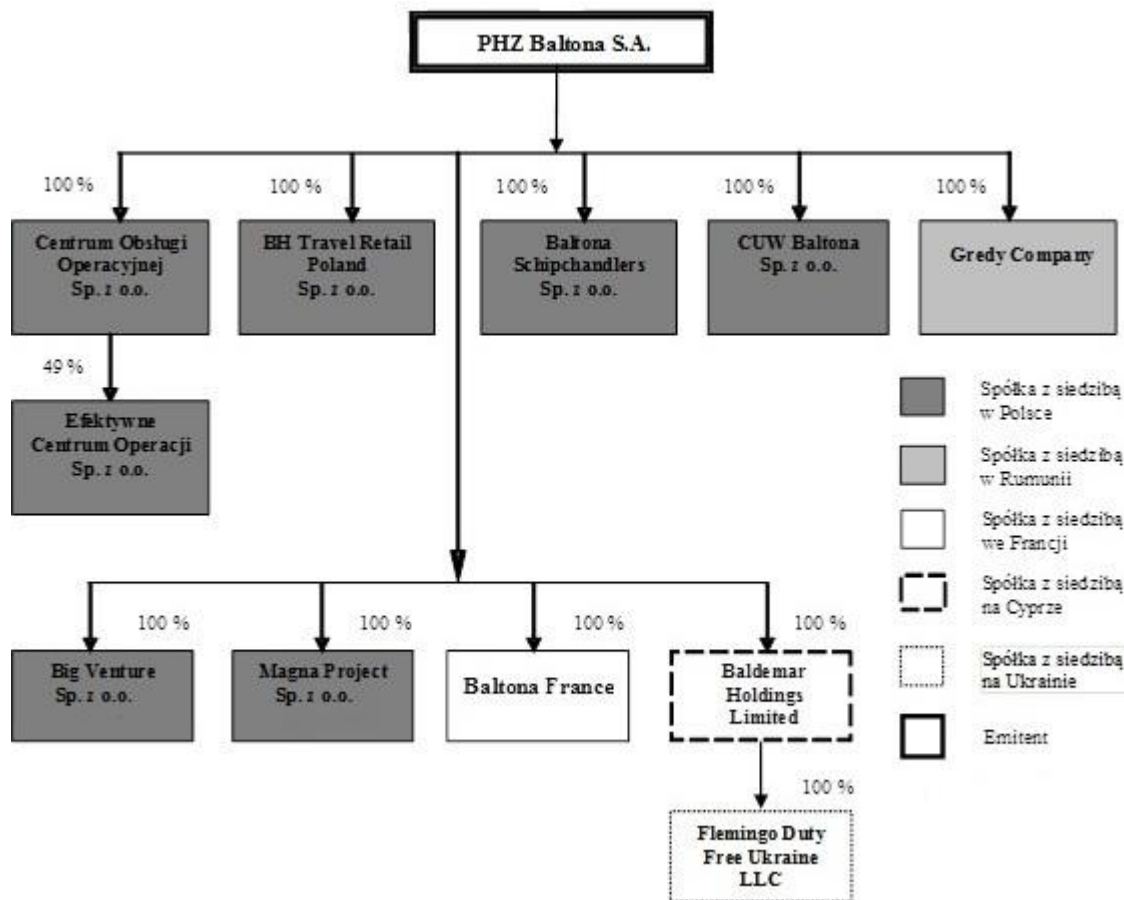 PHZ Baltona S.A.
100 %
100 %
100 %
100 %
100 %
Centrum Obsługi
Operacyjnej
Sp. z o.o.
BH Travel Retail
Poland
Sp. z o.o.
Baltona
Schipchandlers
Sp. z o.o.
CUW Baltona
Sp. z o.o.
Gredy Company
49 %
Efektywne
Centrum Operacji
Sp. z o.o.
Spółka z siedzibą
w Polsce
Spółka z siedzibą
w Rumunii
Spółka z siedzibą
we Francji
Spółka z siedzibą
na Cyprze
Spółka z siedzibą
na Ukrainie
Emitent
100 %
100 %
100 %
100 %
Big Venture
Sp. z o.o.
Magna Project
Sp. z o.o.
Baltona France
Baldemar
Holdings
Limited
100 %
Flemingo Duty
Free Ukraine
LLC